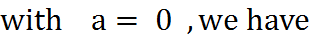 with a = 0 , we have